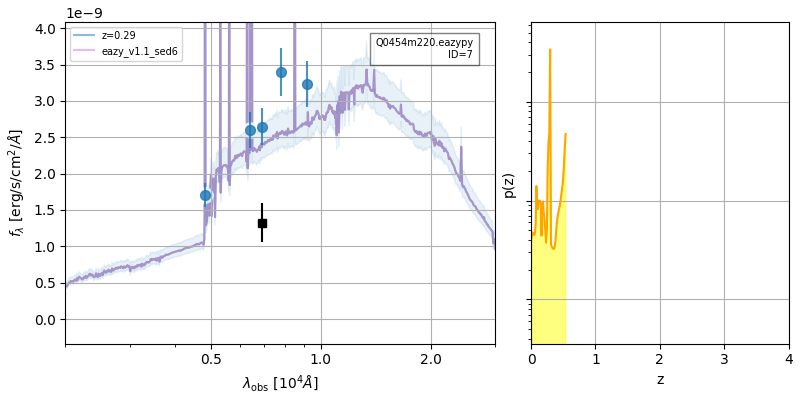 1e−9
z=0.29
eazy_v1.1_sed6
Q0454m220.eazypy
ID=7
4.0
3.5
3.0
2.5
2.0
1.5
1.0
0.5
0.0
fλ [erg/s/cm²/Å]
0.5 1.0 2.0
λobs [10⁴Å]
p(z)
0 1 2 3 4
z